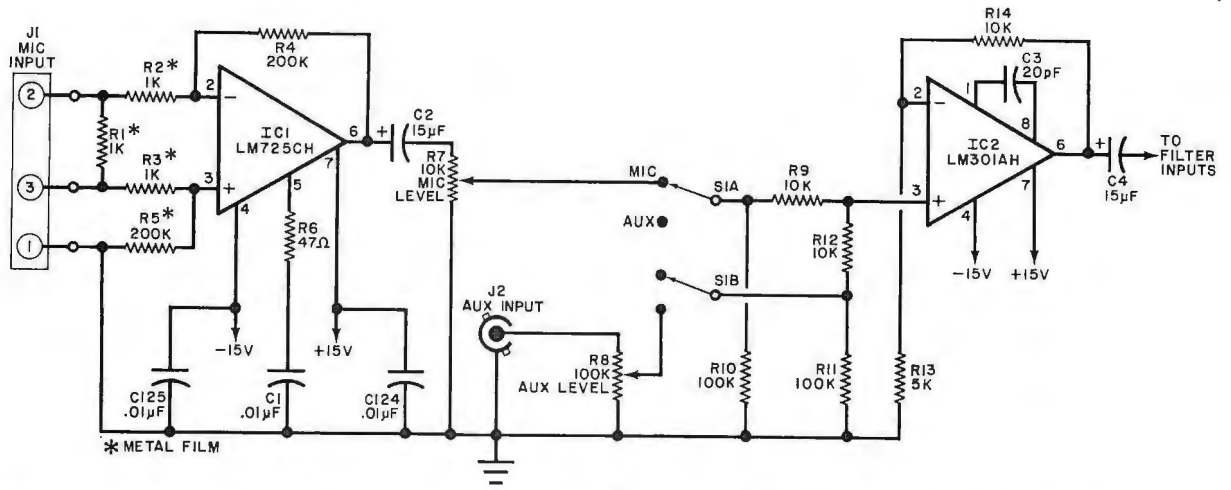 J1
MIC
INPUT
2
3
1
R1*
1K
R2*
1K
R3*
1K
R5*
200K
R4
200K
2
3
4
5
6
7
IC1
LM725CH
R6
47Ω
+
C2
15µF
R7
10K
MIC
LEVEL
-15V
+15V
C125
.01µF
C1
.01µF
C124
.01µF
* METAL FILM
J2
AUX INPUT
R8
100K
AUX LEVEL
MIC
AUX
S1A
S1B
R9
10K
R12
10K
R10
100K
R11
100K
R13
5K
R14
10K
C3
20pF
1
8
2
3
4
6
7
IC2
LM301AH
-15V
+15V
+
C4
15µF
TO
FILTER
INPUTS